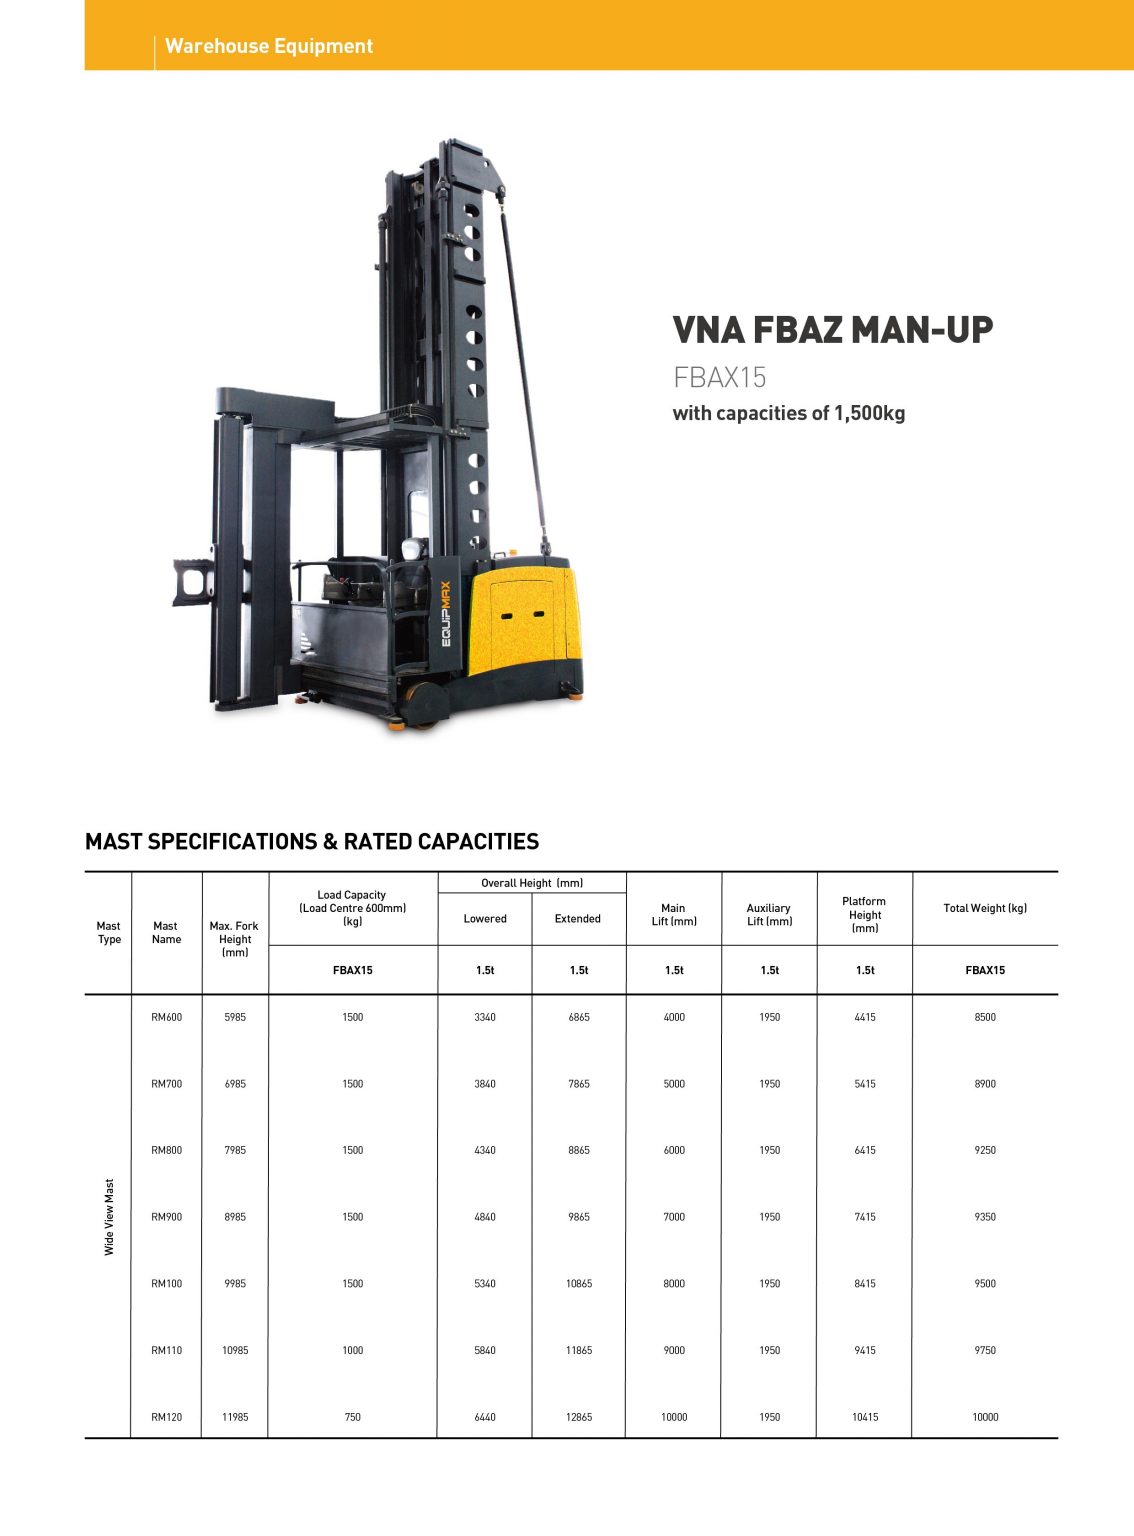 Warehouse Equipment
EQUIPMAX
VNA FBAZ MAN-UP
FBAX15
with capacities of 1,500kg
MAST SPECIFICATIONS & RATED CAPACITIES
Mast Type
Mast Name
Max. Fork Height (mm)
Load Capacity (Load Centre 600mm) (kg)
Overall Height (mm)
Lowered
Extended
Main Lift (mm)
Auxiliary Lift (mm)
Platform Height (mm)
Total Weight (kg)
FBAX15 1.5t 1.5t 1.5t 1.5t 1.5t FBAX15
Wide View Mast
RM600 5985 1500 3340 6865 4000 1950 4415 8500
RM700 6985 1500 3840 7865 5000 1950 5415 8900
RM800 7985 1500 4340 8865 6000 1950 6415 9250
RM900 8985 1500 4840 9865 7000 1950 7415 9350
RM100 9985 1500 5340 10865 8000 1950 8415 9500
RM110 10985 1000 5840 11865 9000 1950 9415 9750
RM120 11985 750 6440 12865 10000 1950 10415 10000